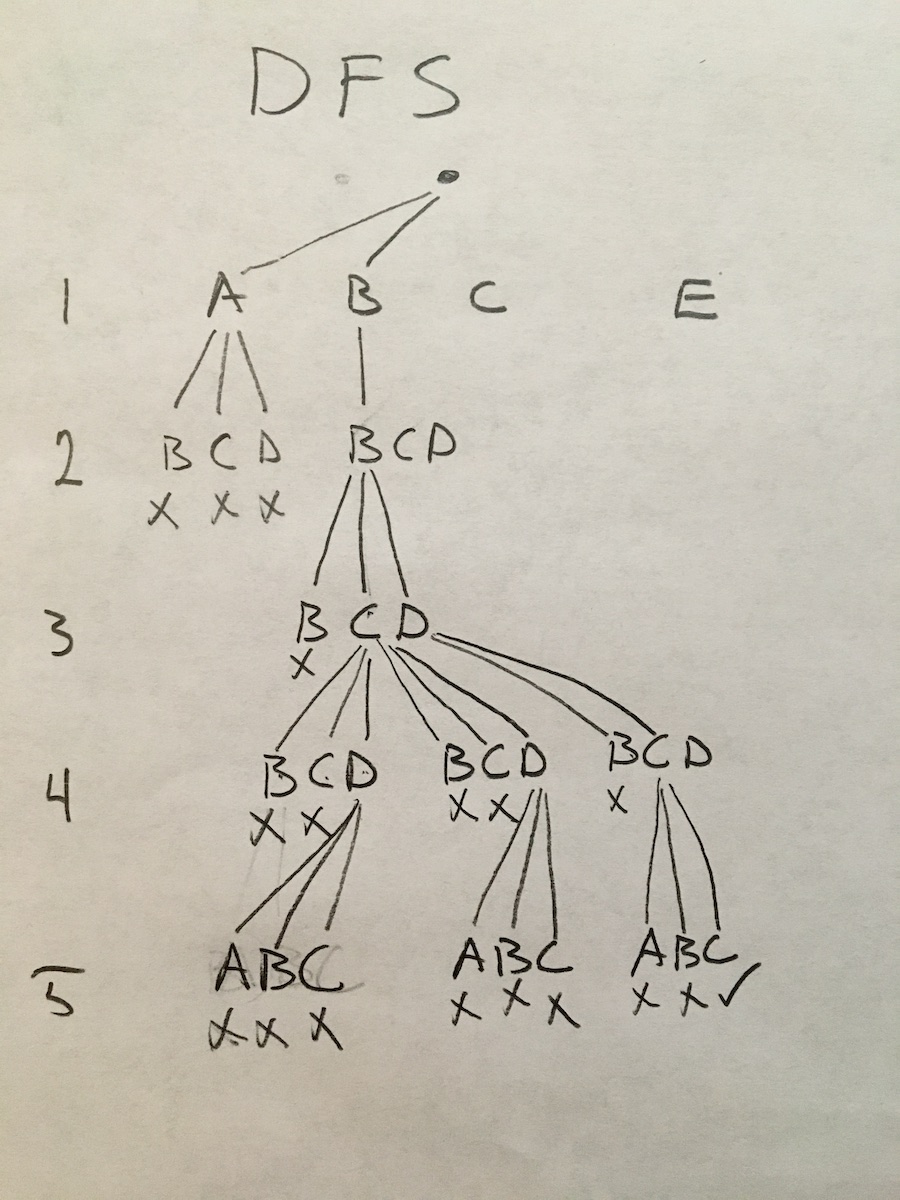 DFS
1 A B C E
2 B C D B C D
X X X
3 B C D
X
4 B C D B C D B C D
X X X X X
5 A B C A B C A B C
X X X X X X X X ✓